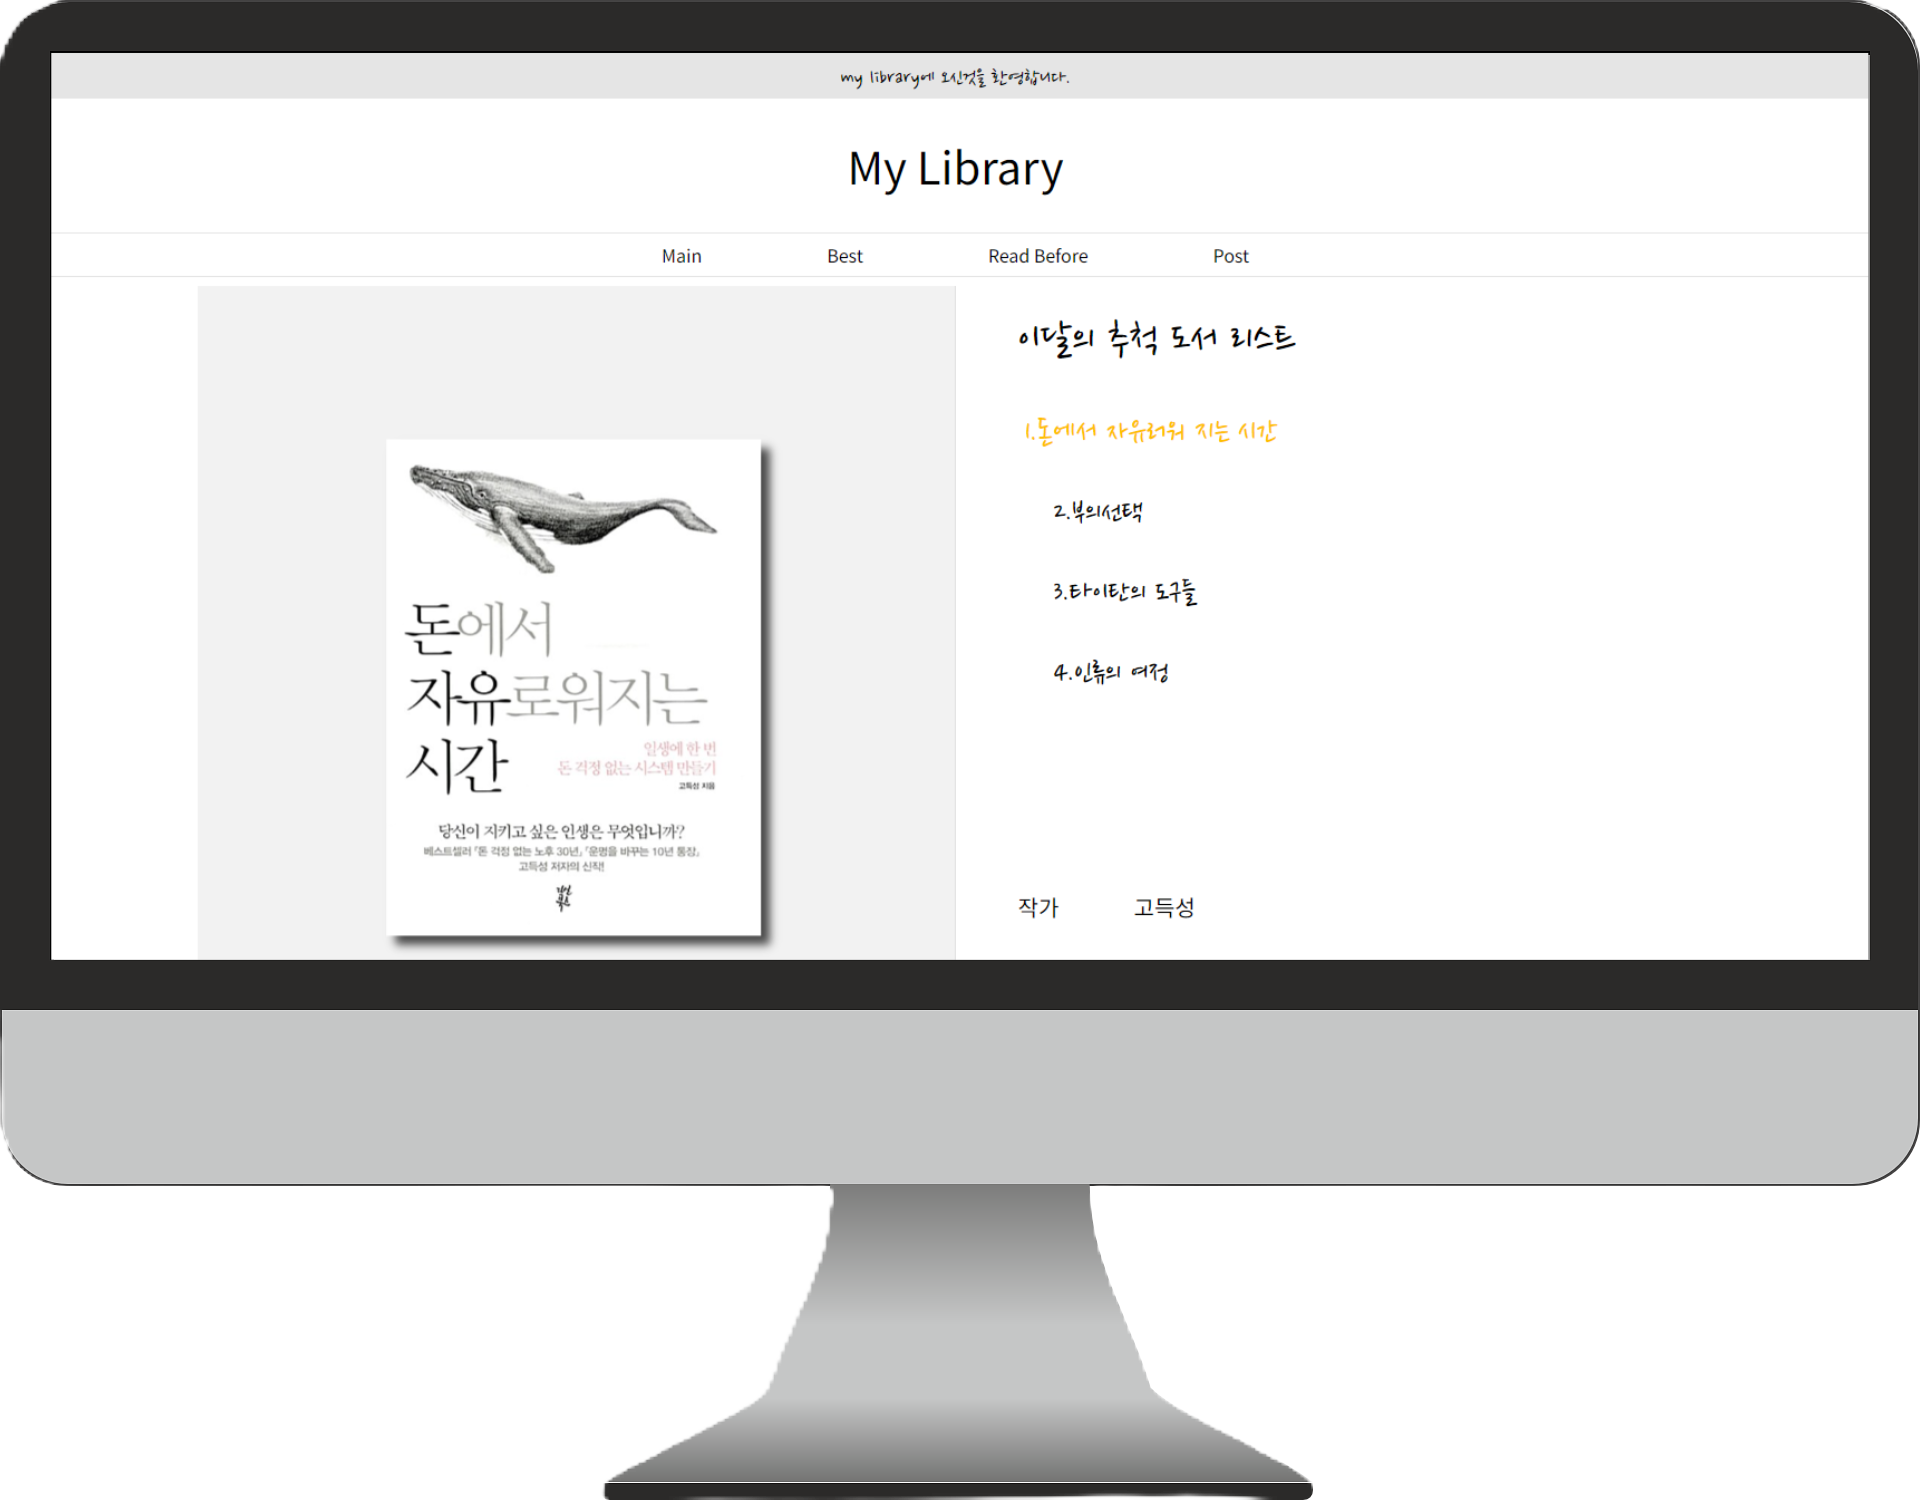 my library에 오신것을 환영합니다.
My Library
Main Best Read Before Post
돈에서
자유로워지는
시간
일생에 한 번
돈 걱정 없는 시스템 만들기
고득성 지음
당신이 지키고 싶은 인생은 무엇입니까?
베스트셀러 『돈 걱정 없는 노후 30년』, 『운명을 바꾸는 10년 통장』
고득성 저자의 신작!
다산
북스
이달의 추척 도서 리스트
1.돈에서 자유러워 지는 시간
2.부의선택
3.타이탄의 도구들
4.인류의 여정
작가 고득성